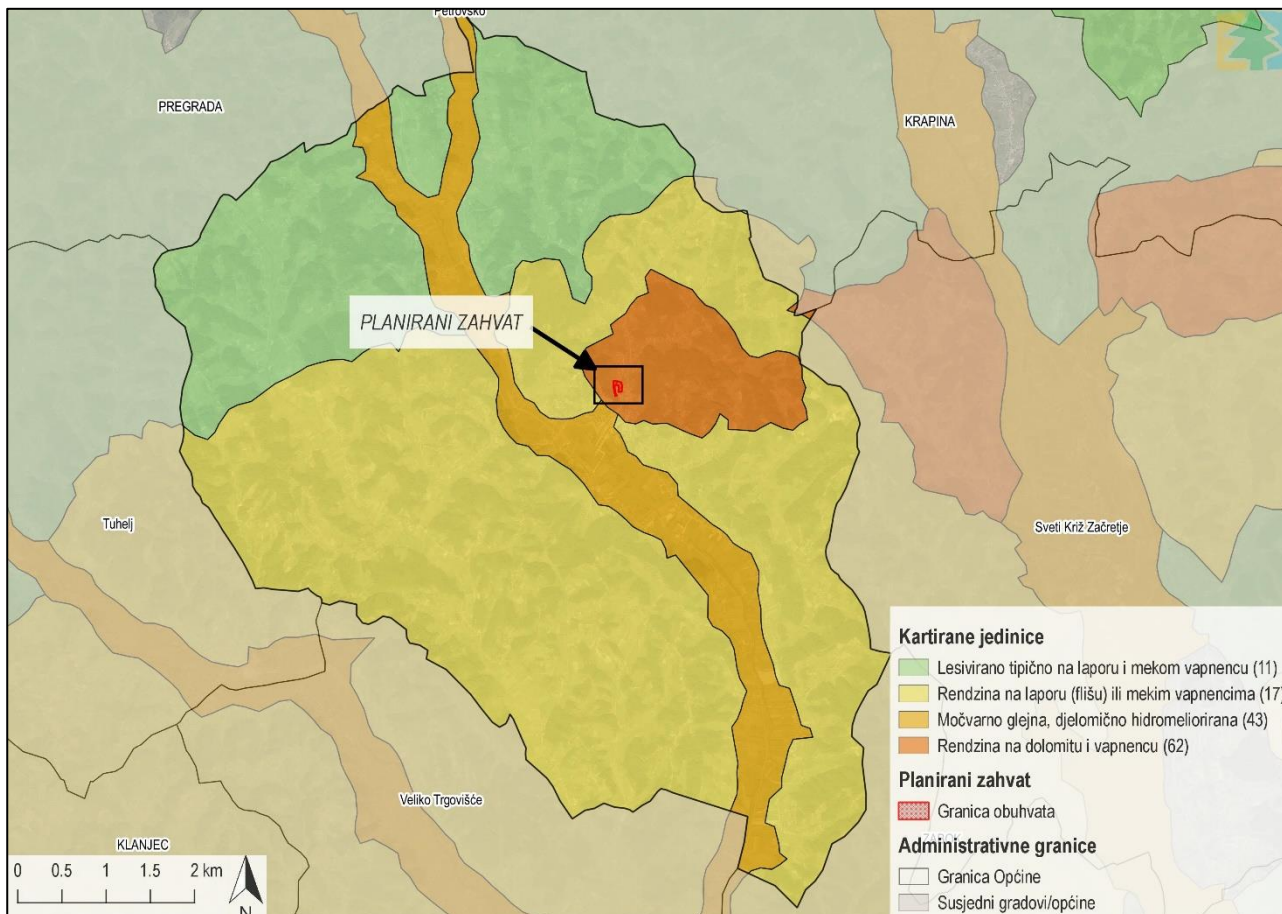 Petrovsko
PREGRADA
KRAPINA
PLANIRANI ZAHVAT
Tuhelj
Sveti Križ Začretje
Veliko Trgovišće
KLANJEC
ZABOK
0 0.5 1 1.5 2 km
N
Kartirane jedinice
Lesivirano tipično na laporu i mekom vapnencu (11)
Rendzina na laporu (flišu) ili mekim vapnencima (17)
Močvarno glejna, djelomično hidromeliorirana (43)
Rendzina na dolomitu i vapnencu (62)
Planirani zahvat
Granica obuhvata
Administrativne granice
Granica Općine
Susjedni gradovi/općine